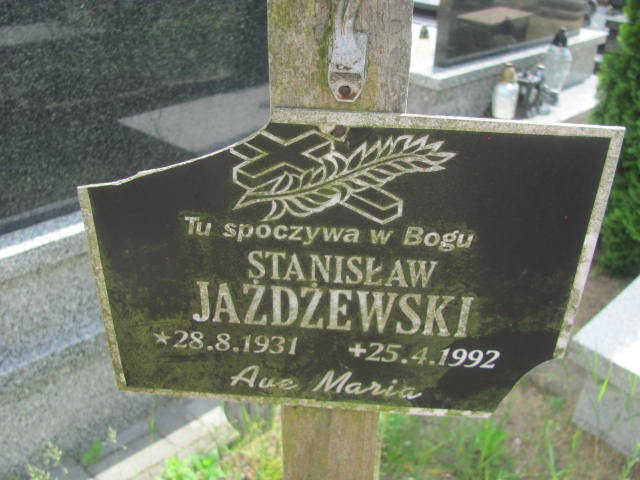 Tu spoczywa w Bogu
STANISŁAW
JAŻDŻEWSKI
*28.8.1931 +25.4.1992
Ave Maria